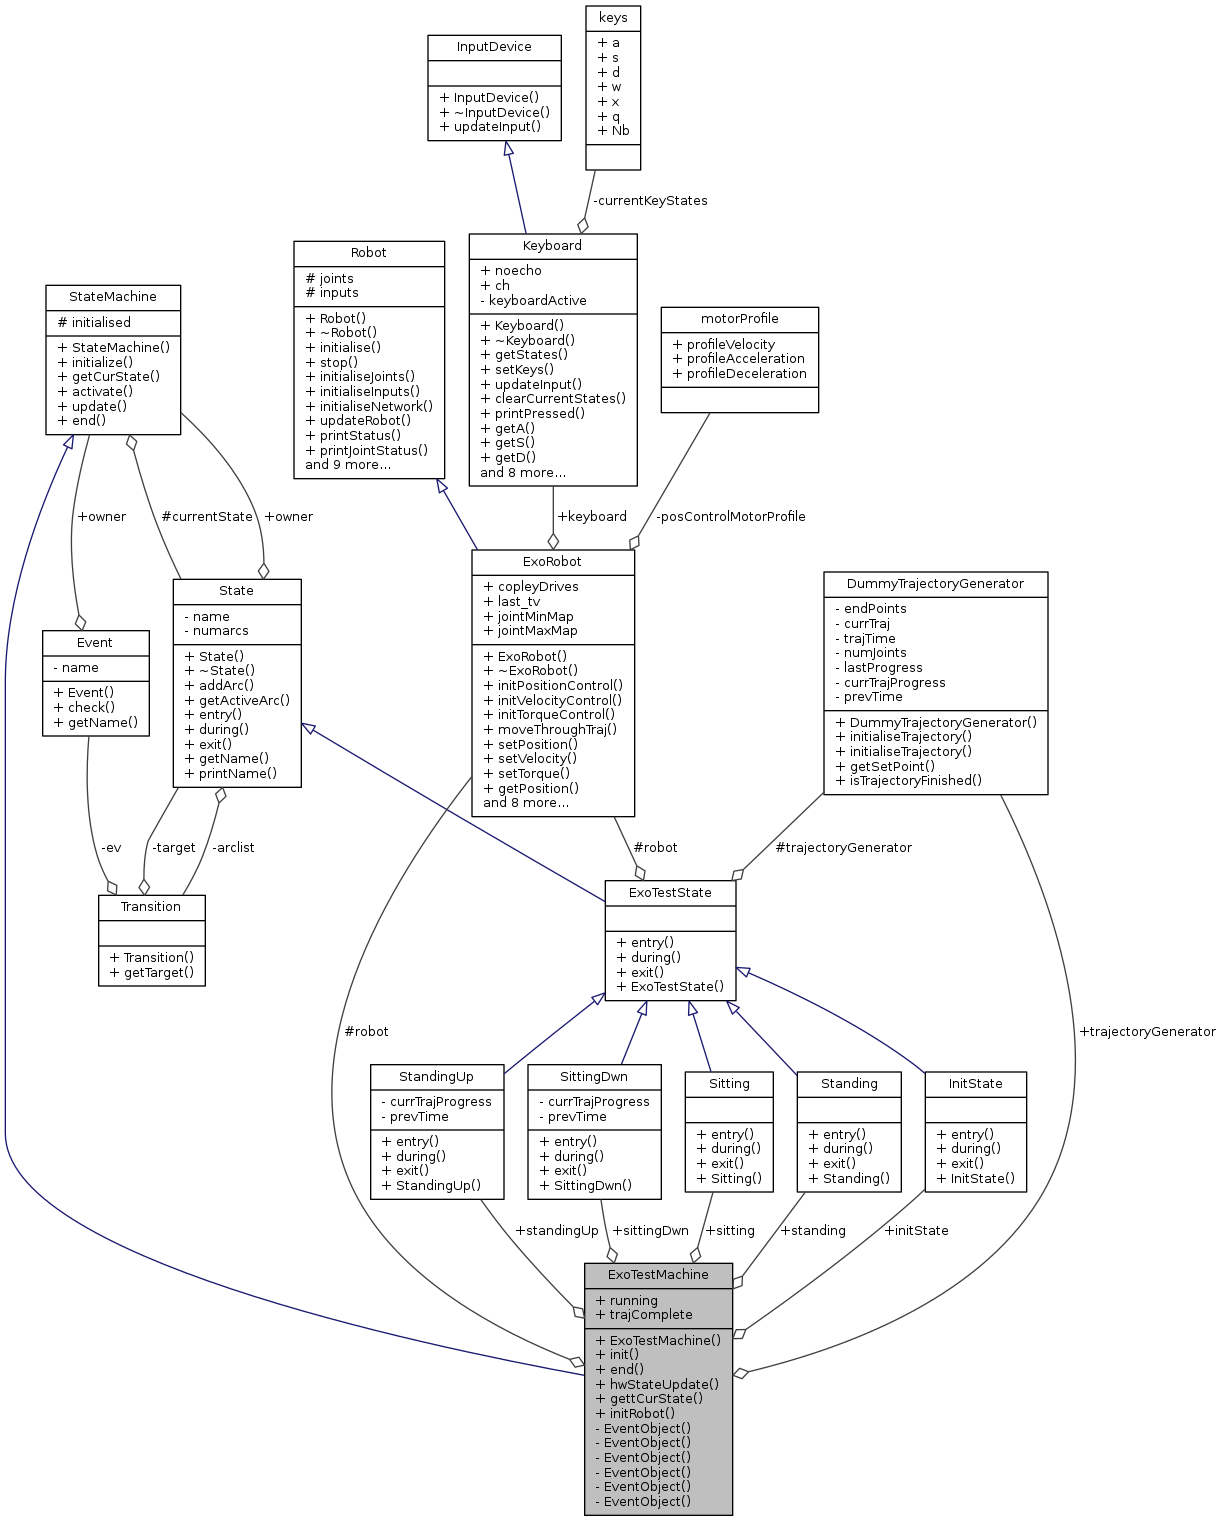 keys
+ a
+ s
+ d
+ w
+ x
+ q
+ Nb
InputDevice
+ InputDevice()
+ ~InputDevice()
+ updateInput()
-currentKeyStates
Keyboard
+ noecho
+ ch
- keyboardActive
+ Keyboard()
+ ~Keyboard()
+ getStates()
+ setKeys()
+ updateInput()
+ clearCurrentStates()
+ printPressed()
+ getA()
+ getS()
+ getD()
and 8 more...
Robot
# joints
# inputs
+ Robot()
+ ~Robot()
+ initialise()
+ stop()
+ initialiseJoints()
+ initialiseInputs()
+ initialiseNetwork()
+ updateRobot()
+ printStatus()
+ printJointStatus()
and 9 more...
StateMachine
# initialised
+ StateMachine()
+ initialize()
+ getCurState()
+ activate()
+ update()
+ end()
motorProfile
+ profileVelocity
+ profileAcceleration
+ profileDeceleration
+owner
#currentState
+owner
+keyboard
-posControlMotorProfile
ExoRobot
+ copleyDrives
+ last_tv
+ jointMinMap
+ jointMaxMap
+ ExoRobot()
+ ~ExoRobot()
+ initPositionControl()
+ initVelocityControl()
+ initTorqueControl()
+ moveThroughTraj()
+ setPosition()
+ setVelocity()
+ setTorque()
+ getPosition()
and 8 more...
State
- name
- numarcs
+ State()
+ ~State()
+ addArc()
+ getActiveArc()
+ entry()
+ during()
+ exit()
+ getName()
+ printName()
Event
- name
+ Event()
+ check()
+ getName()
DummyTrajectoryGenerator
- endPoints
- currTraj
- trajTime
- numJoints
- lastProgress
- currTrajProgress
- prevTime
+ DummyTrajectoryGenerator()
+ initialiseTrajectory()
+ initialiseTrajectory()
+ getSetPoint()
+ isTrajectoryFinished()
-ev
-target
-arclist
#robot
#trajectoryGenerator
Transition
+ Transition()
+ getTarget()
ExoTestState
+ entry()
+ during()
+ exit()
+ ExoTestState()
#robot
+trajectoryGenerator
StandingUp
- currTrajProgress
- prevTime
+ entry()
+ during()
+ exit()
+ StandingUp()
SittingDwn
- currTrajProgress
- prevTime
+ entry()
+ during()
+ exit()
+ SittingDwn()
Sitting
+ entry()
+ during()
+ exit()
+ Sitting()
Standing
+ entry()
+ during()
+ exit()
+ Standing()
InitState
+ entry()
+ during()
+ exit()
+ InitState()
+standingUp
+sittingDwn
+sitting
+standing
+initState
ExoTestMachine
+ running
+ trajComplete
+ ExoTestMachine()
+ init()
+ end()
+ hwStateUpdate()
+ gettCurState()
+ initRobot()
- EventObject()
- EventObject()
- EventObject()
- EventObject()
- EventObject()
- EventObject()